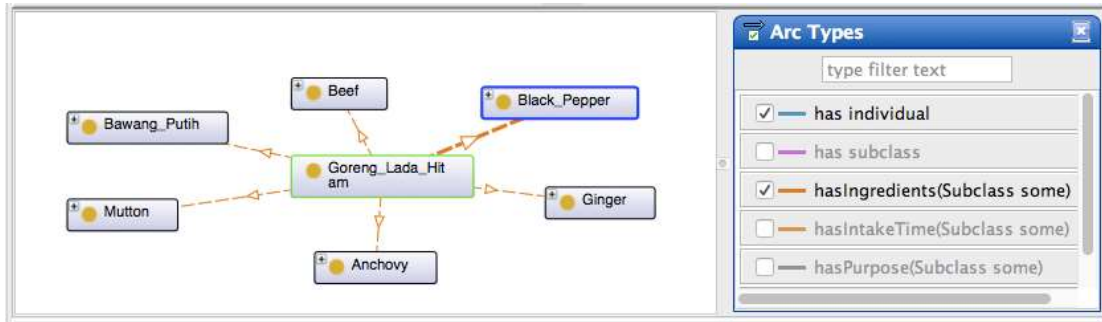 Beef
Black_Pepper
Bawang_Putih
Goreng_Lada_Hit
am
Ginger
Mutton
Anchovy
Arc Types
type filter text
has individual
has subclass
hasIngredients(Subclass some)
hasIntakeTime(Subclass some)
hasPurpose(Subclass some)